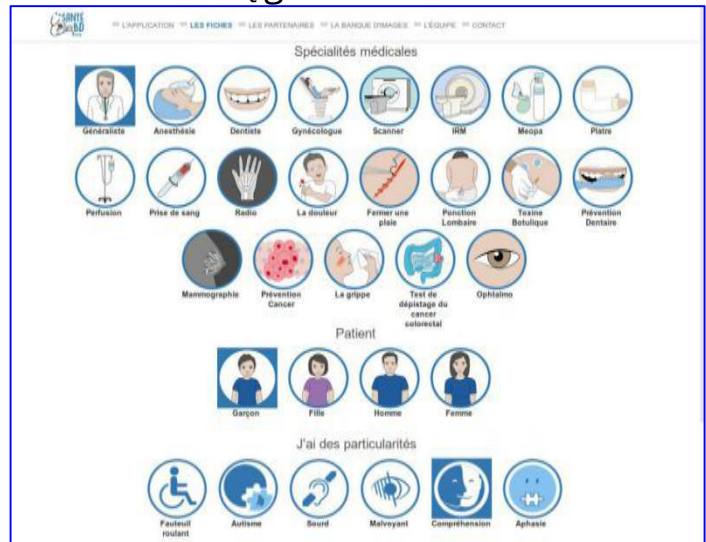 SANTÉ
BD
L'APPLICATION LES FICHES LES PARTENAIRES LA BANQUE D'IMAGES L'ÉQUIPE CONTACT
Spécialités médicales
Généraliste Anesthésie Dentiste Gynécologue Scanner IRM Meopa Platre
Perfusion Prise de sang Radio La douleur Fermer une plaie Ponction Lombaire Toxine Botulique Prévention Dentaire
Mammographie Prévention Cancer La grippe Test de dépistage du cancer colorectal Ophtalmo
Patient
Garçon Fille Homme Femme
J'ai des particularités
Fauteuil roulant Autisme Sourd Malvoyant Compréhension Aphasie